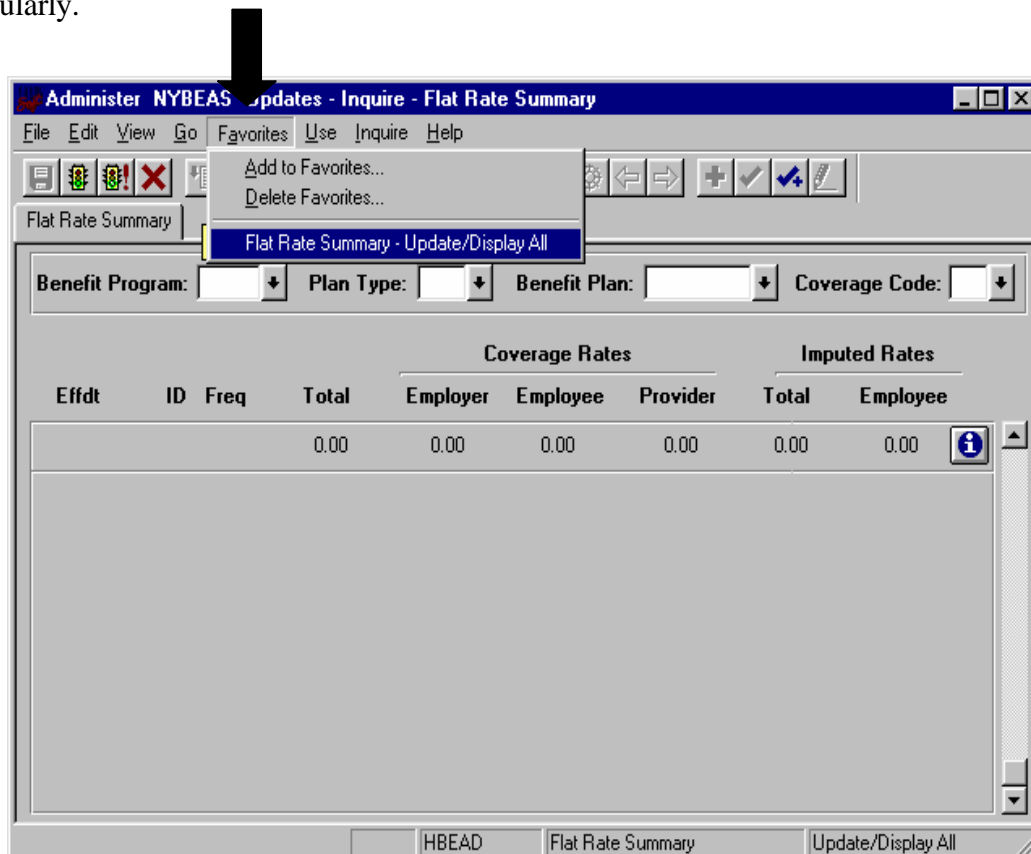 ularly.
Administer NYBEAS Updates - Inquire - Flat Rate Summary
File Edit View Go Favorites Use Inquire Help
Add to Favorites...
Delete Favorites...
Flat Rate Summary
Flat Rate Summary - Update/Display All
Benefit Program: Plan Type: Benefit Plan: Coverage Code:
Coverage Rates Imputed Rates
Effdt ID Freq Total Employer Employee Provider Total Employee
0.00 0.00 0.00 0.00 0.00 0.00
HBEAD Flat Rate Summary Update/Display All